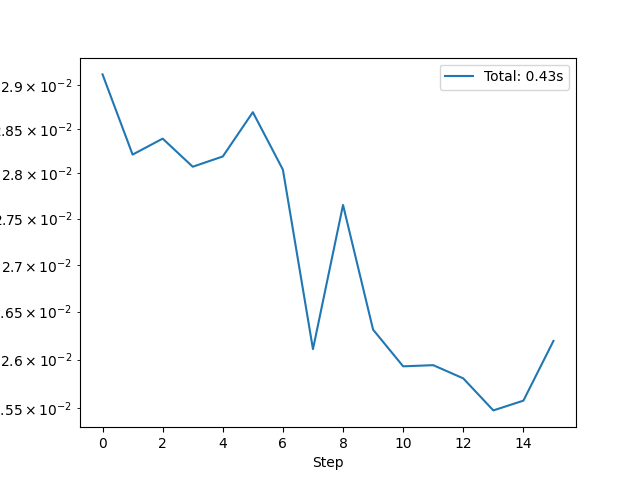 Total: 0.43s
2.9 × 10⁻²
.85 × 10⁻²
2.8 × 10⁻²
2.75 × 10⁻²
2.7 × 10⁻²
.65 × 10⁻²
2.6 × 10⁻²
.55 × 10⁻²
0 2 4 6 8 10 12 14
Step